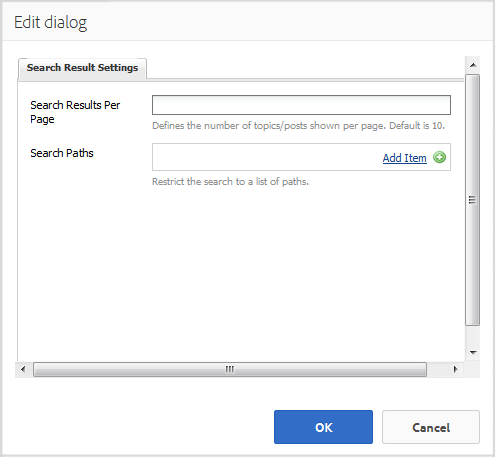 Edit dialog
Search Result Settings
Search Results Per
Page
Defines the number of topics/posts shown per page. Default is 10.
Search Paths
Add Item
Restrict the search to a list of paths.
OK
Cancel